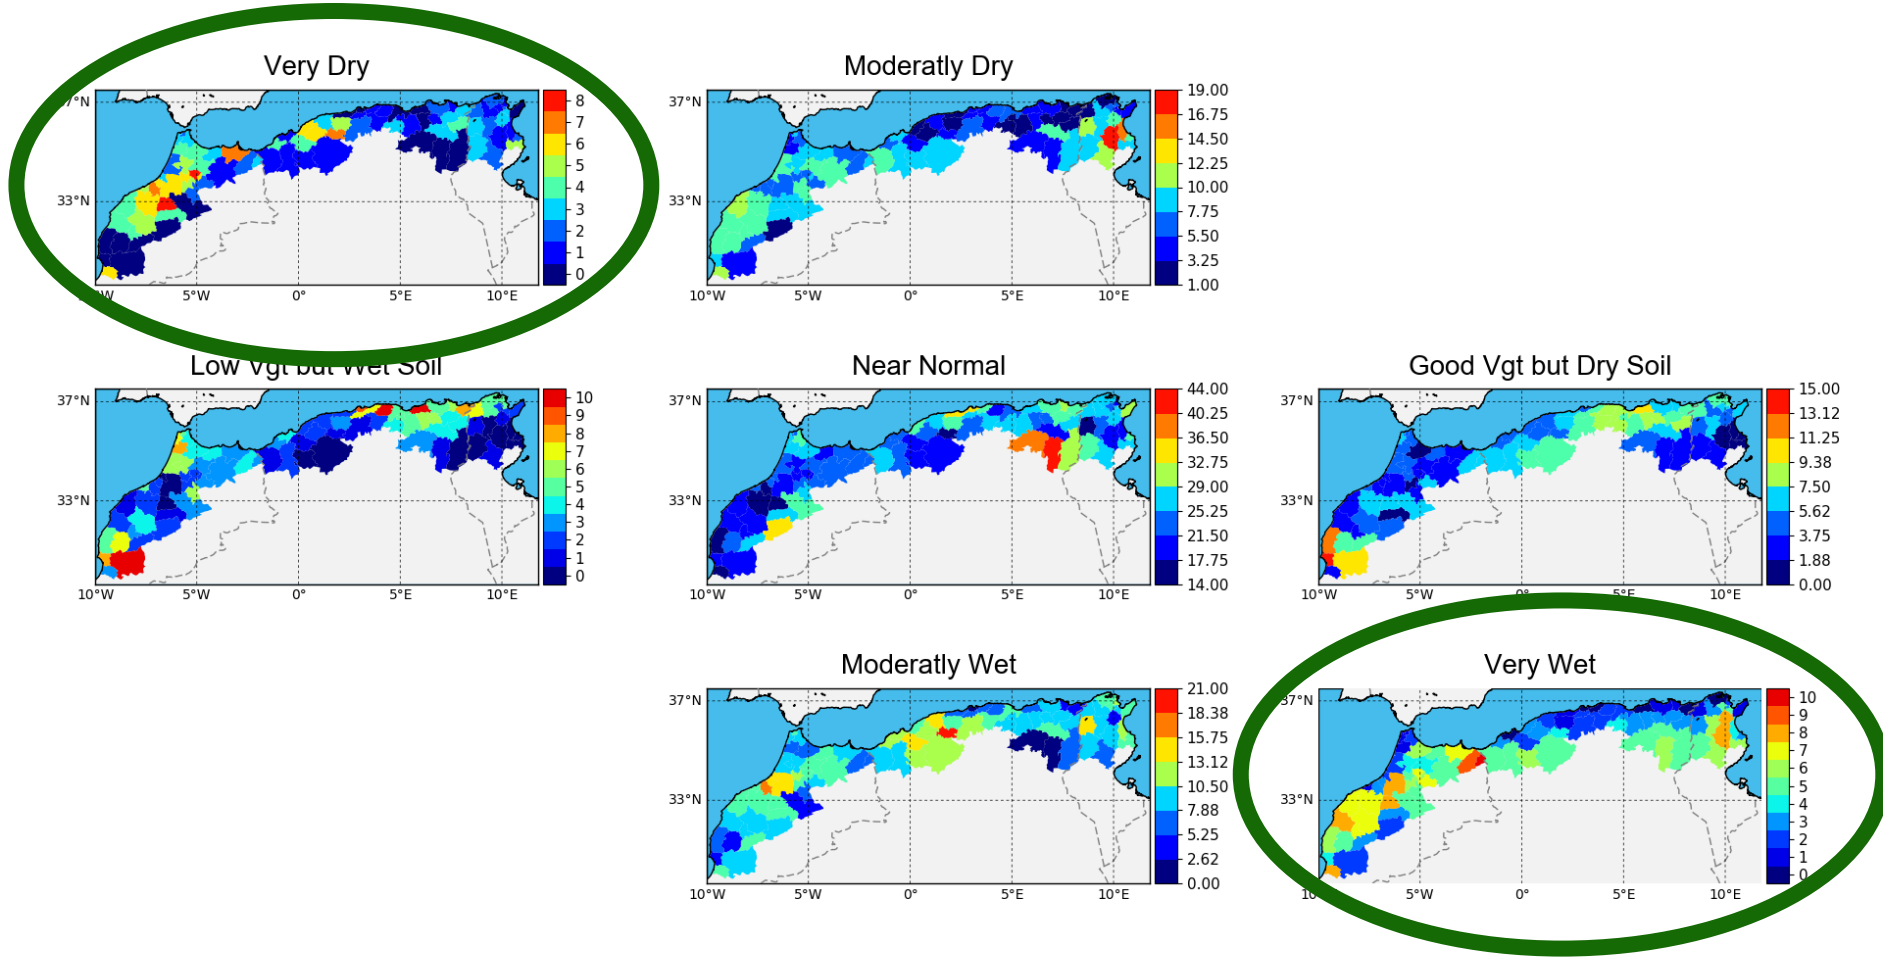 Very Dry
7°N
33°N
W
5°W
0°
5°E
10°E
8
7
6
5
4
3
2
1
0
Moderatly Dry
37°N
33°N
10°W
5°W
0°
5°E
10°E
19.00
16.75
14.50
12.25
10.00
7.75
5.50
3.25
1.00
Low Vgt but Wet Soil
37°N
33°N
10°W
5°W
0°
5°E
10°E
10
9
8
7
6
5
4
3
2
1
0
Near Normal
37°N
33°N
10°W
5°W
0°
5°E
10°E
44.00
40.25
36.50
32.75
29.00
25.25
21.50
17.75
14.00
Good Vgt but Dry Soil
37°N
33°N
10°W
5°W
0°
5°E
10°E
15.00
13.12
11.25
9.38
7.50
5.62
3.75
1.88
0.00
Moderatly Wet
37°N
33°N
10°W
5°W
0°
5°E
10°E
21.00
18.38
15.75
13.12
10.50
7.88
5.25
2.62
0.00
Very Wet
37°N
33°N
5°W
0°
5°E
10°E
10
9
8
7
6
5
4
3
2
1
0